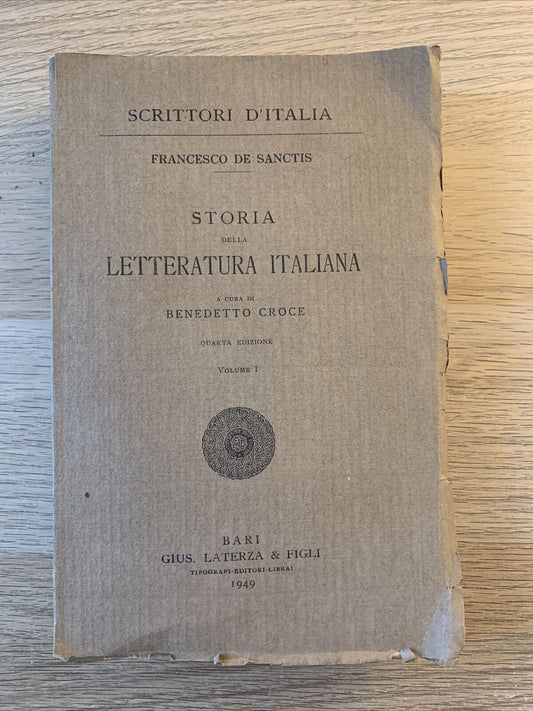 SCRITTORI D'ITALIA
FRANCESCO DE SANCTIS
STORIA
DELLA
LETTERATURA ITALIANA
A CURA DI
BENEDETTO CROCE
QUARTA EDIZIONE
VOLUME I
BARI
GIUS. LATERZA & FIGLI
TIPOGRAFI-EDITORI-LIBRAI
1949